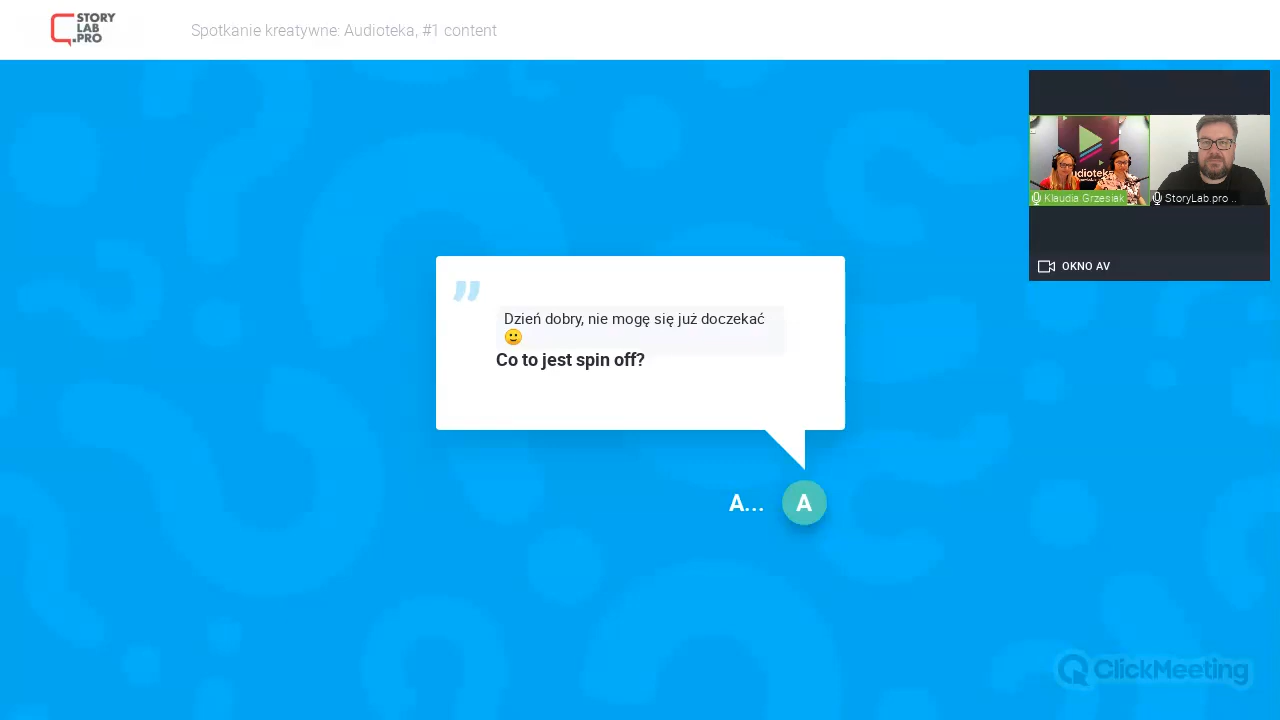 STORY
LAB
.PRO
Spotkanie kreatywne: Audioteka, #1 content
Dzień dobry, nie mogę się już doczekać
🙂
Co to jest spin off?
A... A
udioteka
Klaudia Grzesiak
StoryLab.pro ..
OKNO AV
ClickMeeting